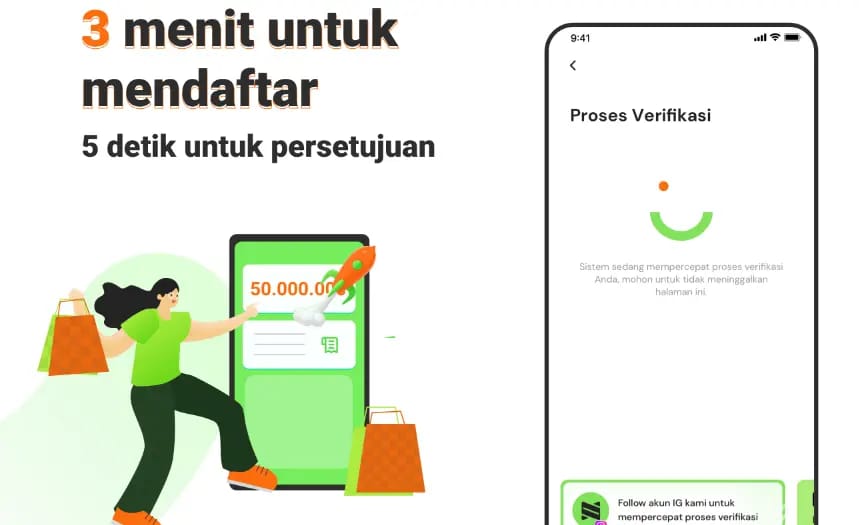 3 menit untuk
mendaftar
5 detik untuk persetujuan
50.000.00
9:41
Proses Verifikasi
Sistem sedang mempercepat proses verifikasi
Anda, mohon untuk tidak meninggalkan
halaman ini.
Follow akun IG kami untuk
mempercepat proses verifikasi